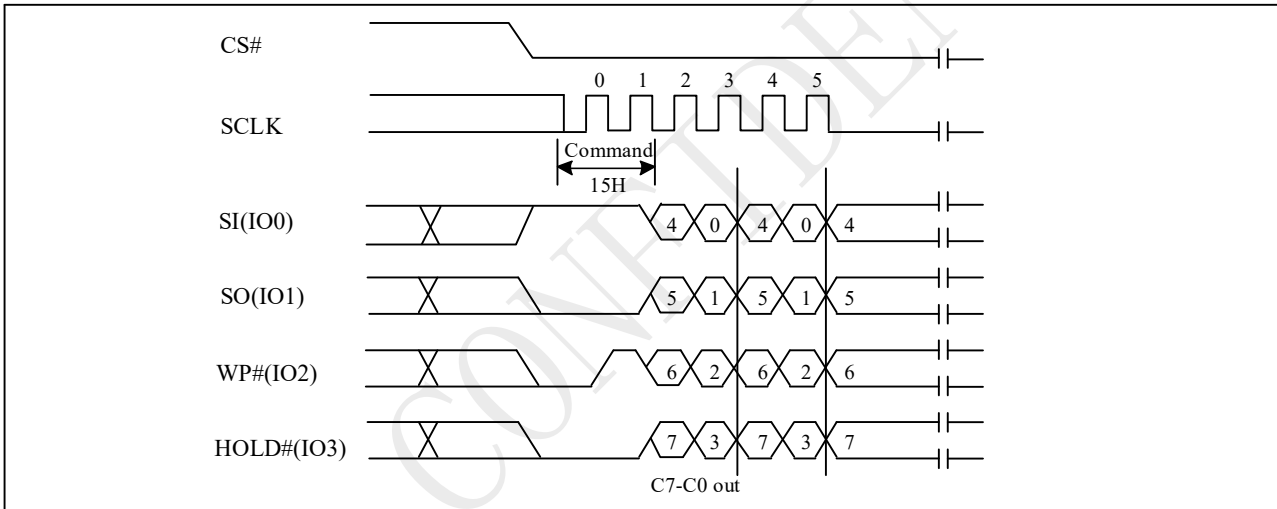 CS#
0 1 2 3 4 5
SCLK
Command
15H
SI(IO0) 4 0 4 0 4
SO(IO1) 5 1 5 1 5
WP#(IO2) 6 2 6 2 6
HOLD#(IO3) 7 3 7 3 7
C7-C0 out
CONFIDE